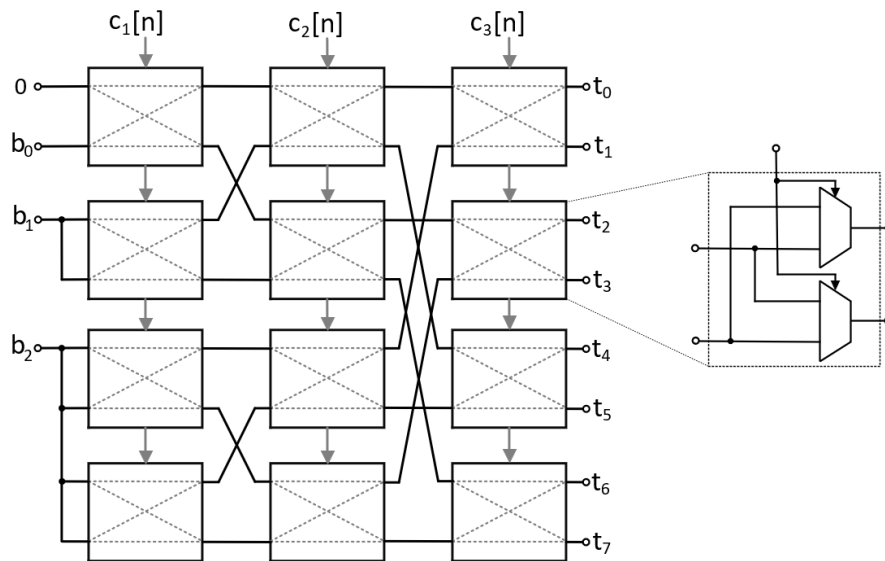 c₁[n] c₂[n] c₃[n]
0 t₀
b₀ t₁
b₁ t₂
t₃
b₂ t₄
t₅
t₆
t₇